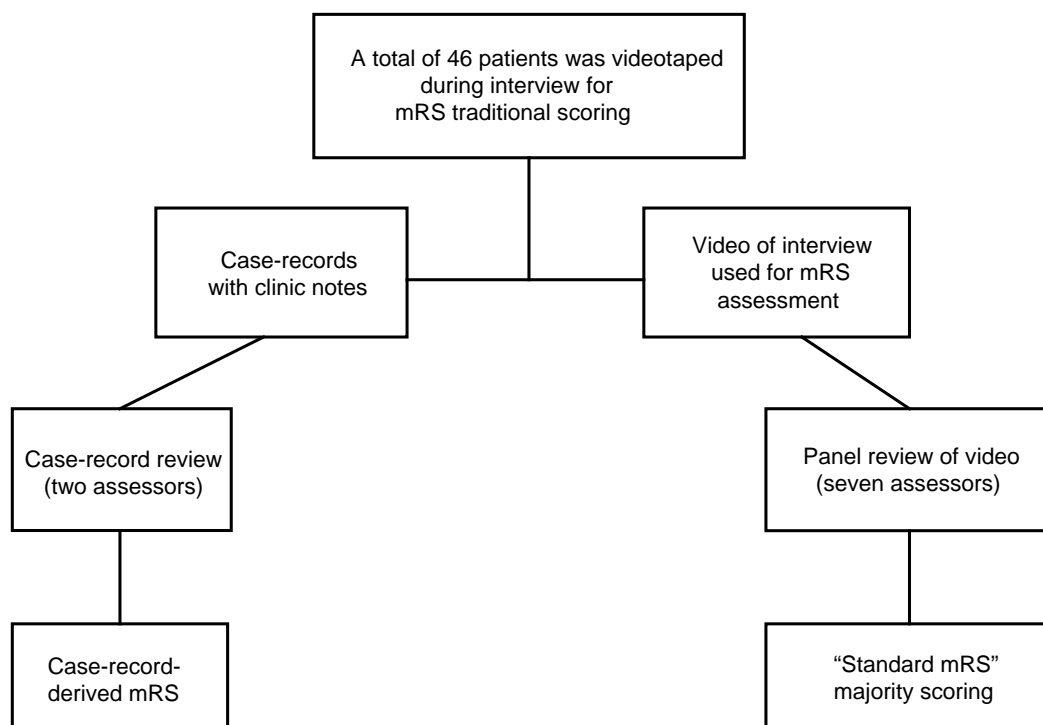 A total of 46 patients was videotaped
during interview for
mRS traditional scoring
Case-records
with clinic notes
Video of interview
used for mRS
assessment
Case-record review
(two assessors)
Panel review of video
(seven assessors)
Case-record-
derived mRS
“Standard mRS”
majority scoring